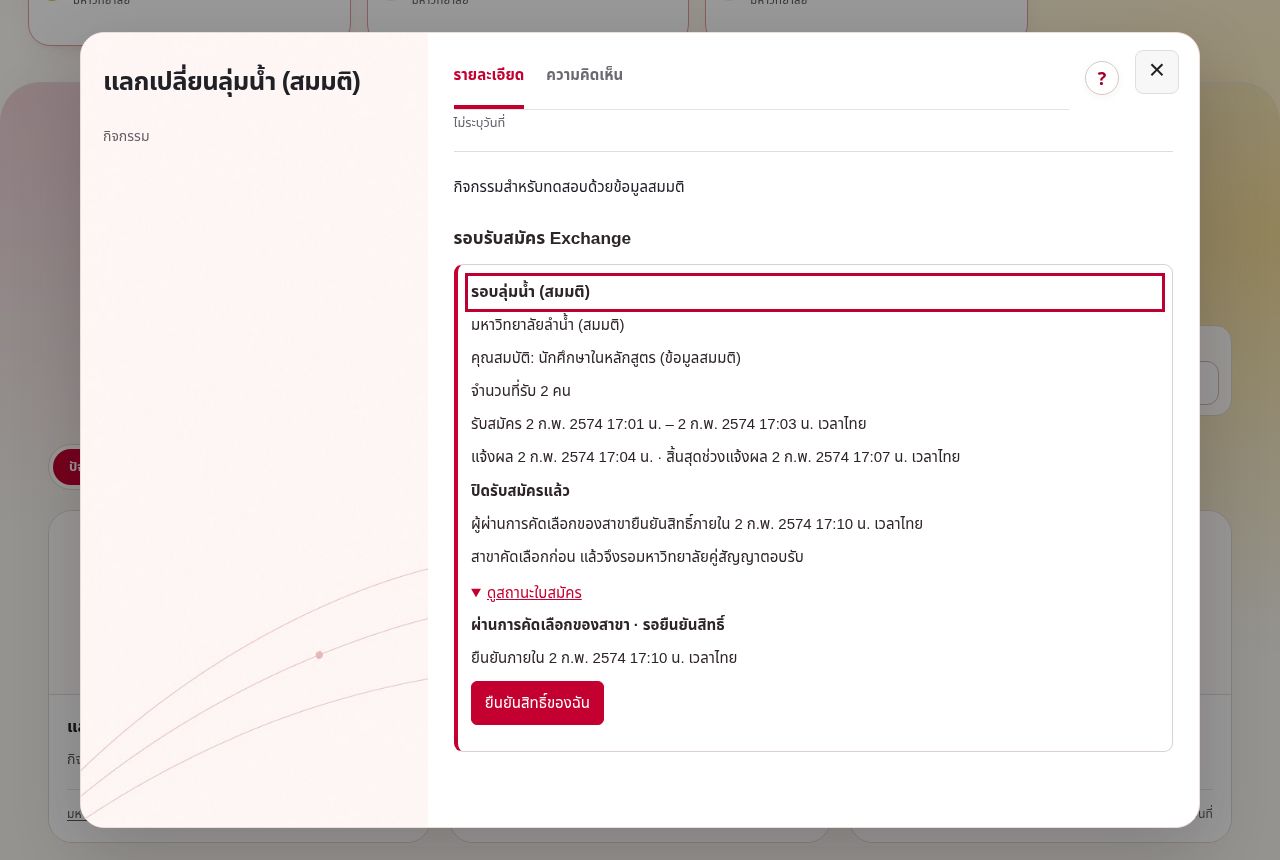 แลกเปลี่ยนลุ่มน้ำ (สมมติ)
กิจกรรม
รายละเอียด
ความคิดเห็น
?
✕
ไม่ระบุวันที่
กิจกรรมสำหรับทดสอบด้วยข้อมูลสมมติ
รอบรับสมัคร Exchange
รอบลุ่มน้ำ (สมมติ)
มหาวิทยาลัยลำน้ำ (สมมติ)
คุณสมบัติ: นักศึกษาในหลักสูตร (ข้อมูลสมมติ)
จำนวนที่รับ 2 คน
รับสมัคร 2 ก.พ. 2574 17:01 น. – 2 ก.พ. 2574 17:03 น. เวลาไทย
แจ้งผล 2 ก.พ. 2574 17:04 น. · สิ้นสุดช่วงแจ้งผล 2 ก.พ. 2574 17:07 น. เวลาไทย
ปิดรับสมัครแล้ว
ผู้ผ่านการคัดเลือกของสาขายืนยันสิทธิ์ภายใน 2 ก.พ. 2574 17:10 น. เวลาไทย
สาขาคัดเลือกก่อน แล้วจึงรอมหาวิทยาลัยคู่สัญญาตอบรับ
▼ ดูสถานะใบสมัคร
ผ่านการคัดเลือกของสาขา · รอยืนยันสิทธิ์
ยืนยันภายใน 2 ก.พ. 2574 17:10 น. เวลาไทย
ยืนยันสิทธิ์ของฉัน